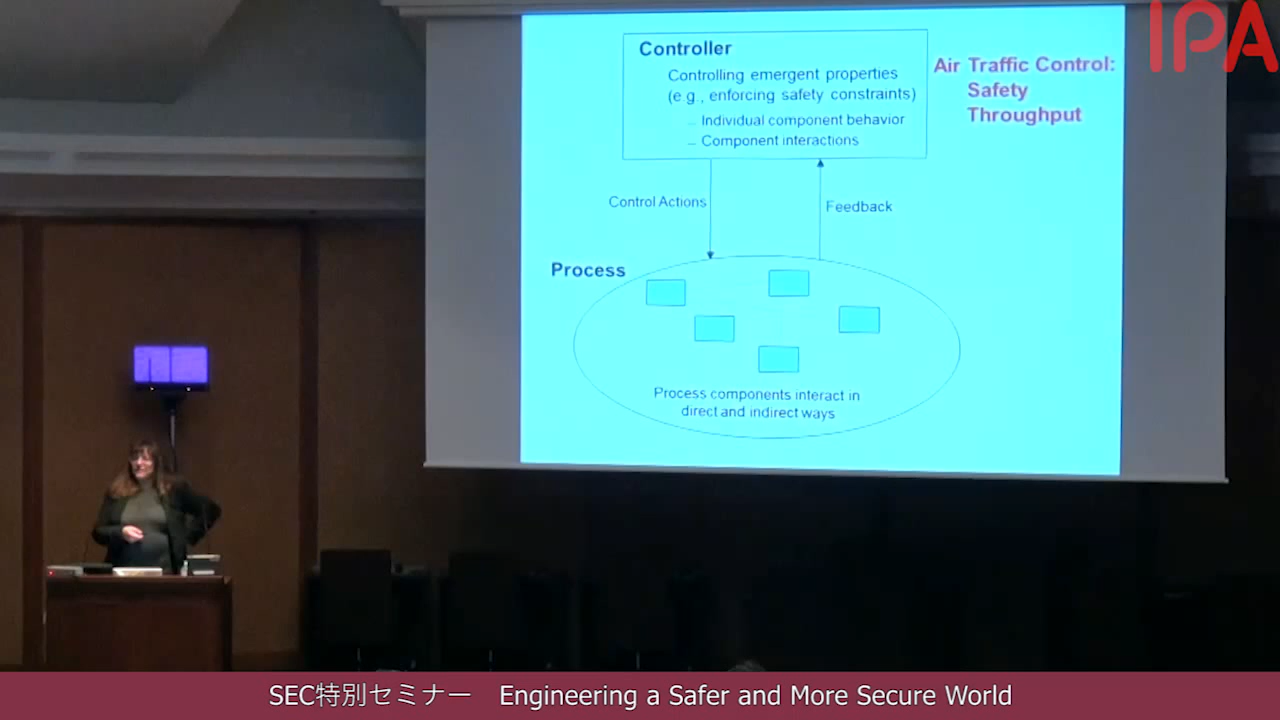 IPA
Controller
Controlling emergent properties
(e.g., enforcing safety constraints)
– Individual component behavior
– Component interactions
Air Traffic Control:
Safety
Throughput
Control Actions
Feedback
Process
Process components interact in
direct and indirect ways
SEC特別セミナー Engineering a Safer and More Secure World